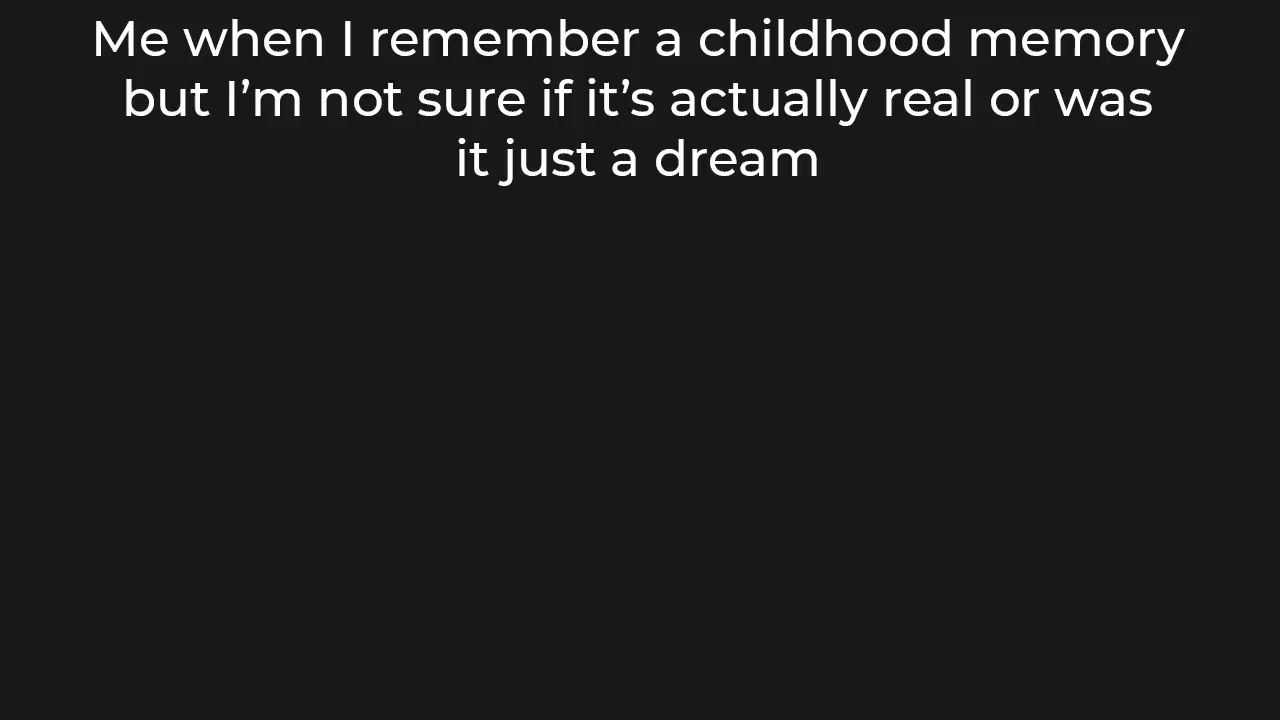 Me when I remember a childhood memory
but I’m not sure if it’s actually real or was
it just a dream